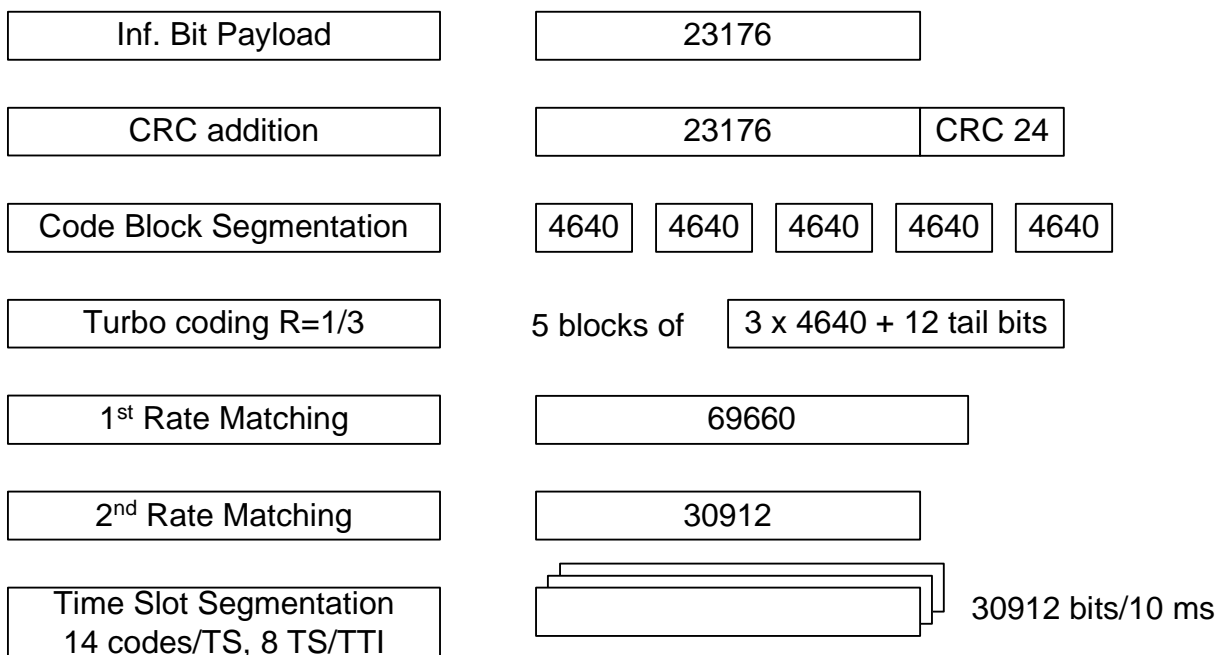 Inf. Bit Payload 23176
CRC addition 23176 CRC 24
Code Block Segmentation 4640 4640 4640 4640 4640
Turbo coding R=1/3 5 blocks of 3 x 4640 + 12 tail bits
1st Rate Matching 69660
2nd Rate Matching 30912
Time Slot Segmentation
14 codes/TS, 8 TS/TTI
30912 bits/10 ms